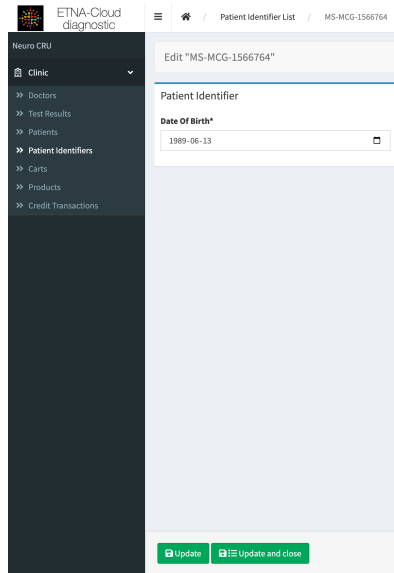 ETNA-Cloud
diagnostic
/ Patient Identifier List / MS-MCG-1566764
Neuro CRU
Edit "MS-MCG-1566764"
Clinic
Doctors
Patient Identifier
Test Results
Date Of Birth*
Patients
1989-06-13
Patient Identifiers
Carts
Products
Credit Transactions
Update
Update and close